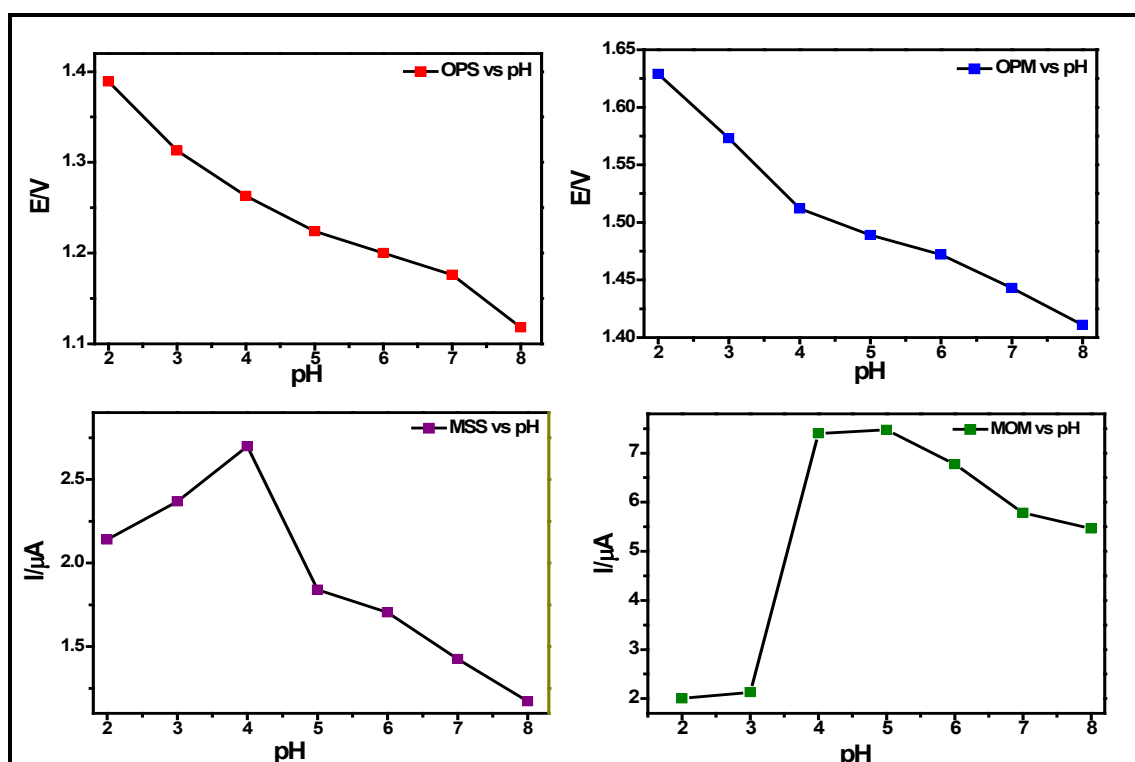 OPS vs pH
1.4
1.3
1.2
1.1
E/V
2 3 4 5 6 7 8
pH
OPM vs pH
1.65
1.60
1.55
1.50
1.45
1.40
E/V
2 3 4 5 6 7 8
pH
MSS vs pH
2.5
2.0
1.5
I/μA
2 3 4 5 6 7 8
pH
MOM vs pH
7
6
5
4
3
2
I/μA
2 3 4 5 6 7 8
pH